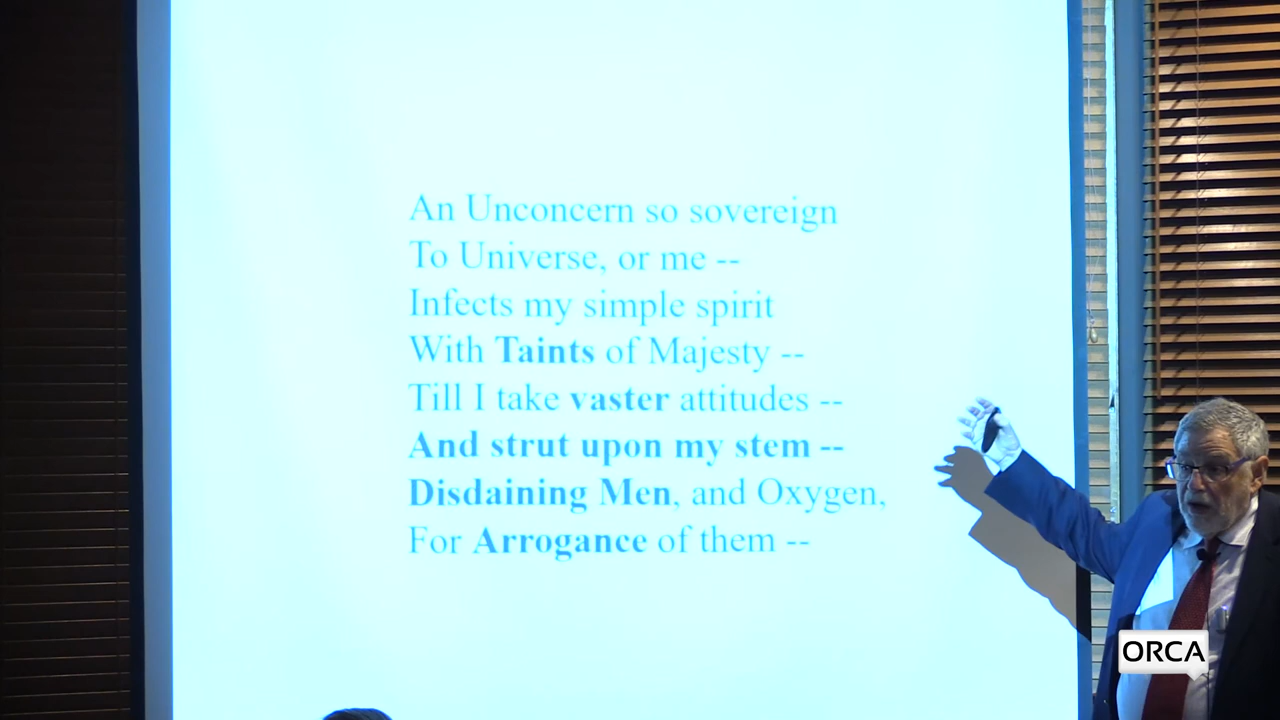 An Unconcern so sovereign
To Universe, or me --
Infects my simple spirit
With Taints of Majesty --
Till I take vaster attitudes --
And strut upon my stem --
Disdaining Men, and Oxygen,
For Arrogance of them --
ORCA